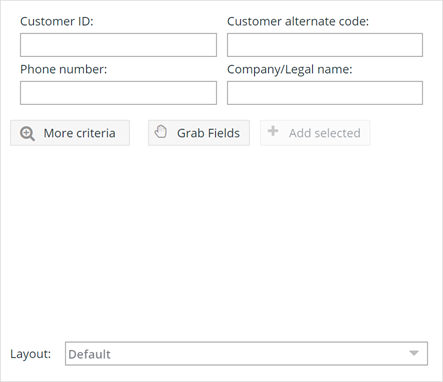 Customer ID: Customer alternate code:
Phone number: Company/Legal name:
More criteria Grab Fields Add selected
Layout: Default